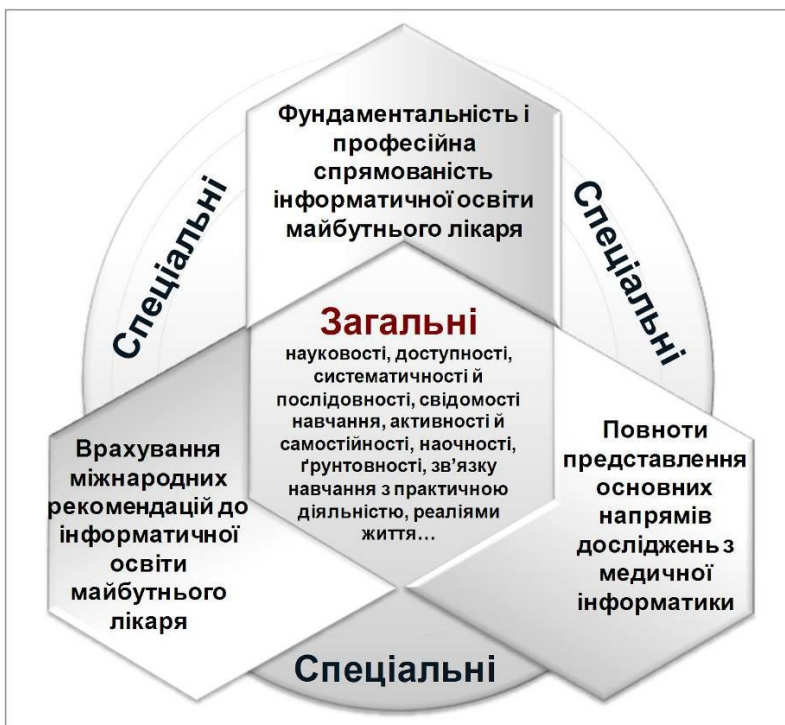 Фундаментальність і
професійна
спрямованість
інформатичної освіти
майбутнього лікаря
Спеціальні
Спеціальні
Загальні
науковості, доступності,
систематичності й
послідовності, свідомості
навчання, активності й
самостійності, наочності,
ґрунтовності, зв’язку
навчання з практичною
діяльністю, реаліями
життя…
Врахування
міжнародних
рекомендацій до
інформатичної
освіти
майбутнього
лікаря
Повноти
представлення
основних
напрямів
досліджень з
медичної
інформатики
Спеціальні